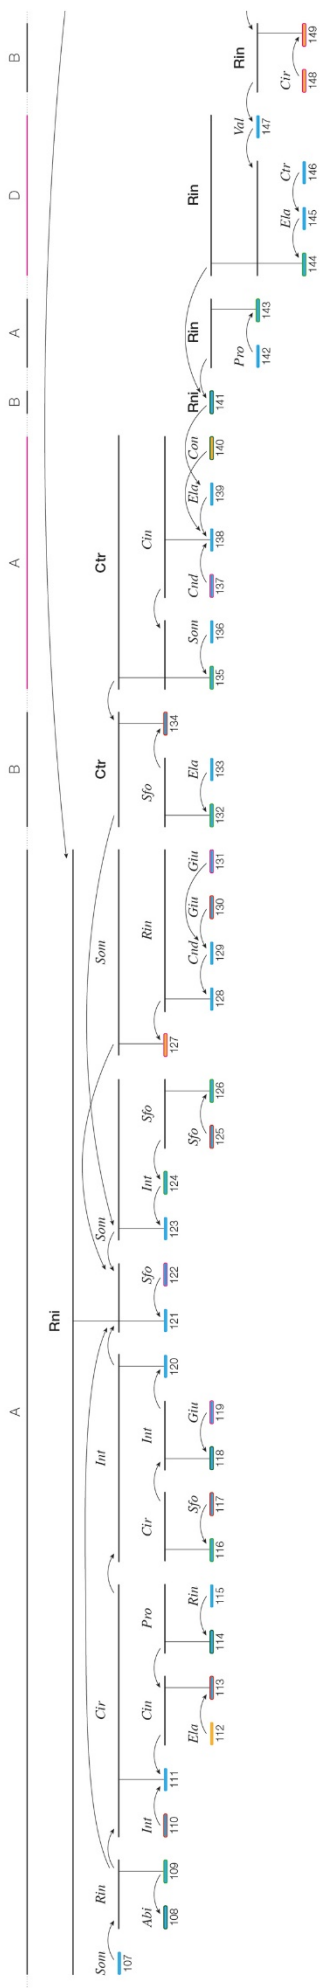 A B A B A D B
Rni
Som Rin Cir Int Som Som Ctr Ctr
107
Abi Int Cin Pro Cir Int Sfo Int Sfo Rin Sfo Cin
108 109 110 111 120 121 122 123 124 127 134
Ela Rin Sfo Giu Sfo Cnd Giu Giu Ela Som Cnd Ela Con Rni Rin Rin
112 113 114 115 116 117 118 119 125 126 128 129 130 131 132 133 135 136 137 138 139 140 141
Pro Val Rin
142 143 147
Ela Ctr Cir
144 145 146 148 149